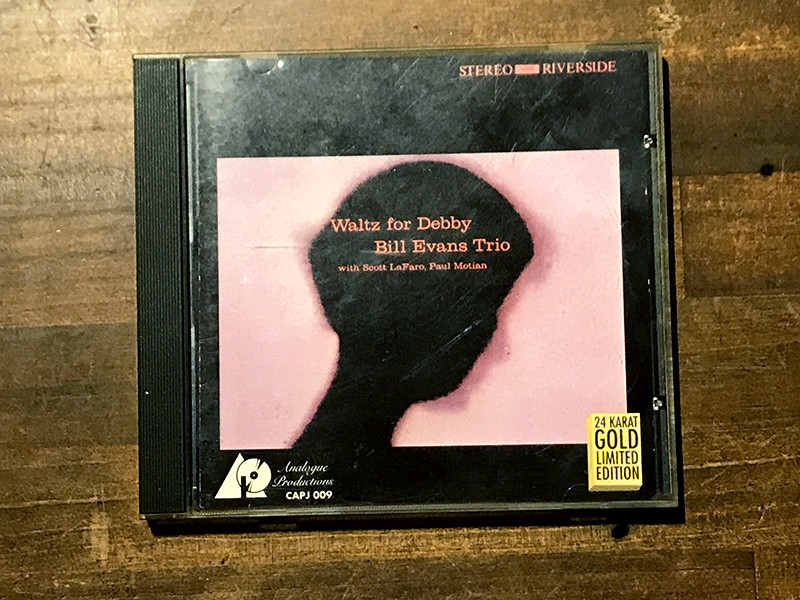 STEREO RIVERSIDE
Waltz for Debby
Bill Evans Trio
with Scott LaFaro, Paul Motian
24 KARAT
GOLD
LIMITED
EDITION
AP
Analogue
Productions
CAPJ 009